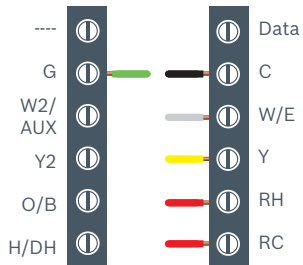 ----
G
W2/
AUX
Y2
O/B
H/DH
Data
C
W/E
Y
RH
RC